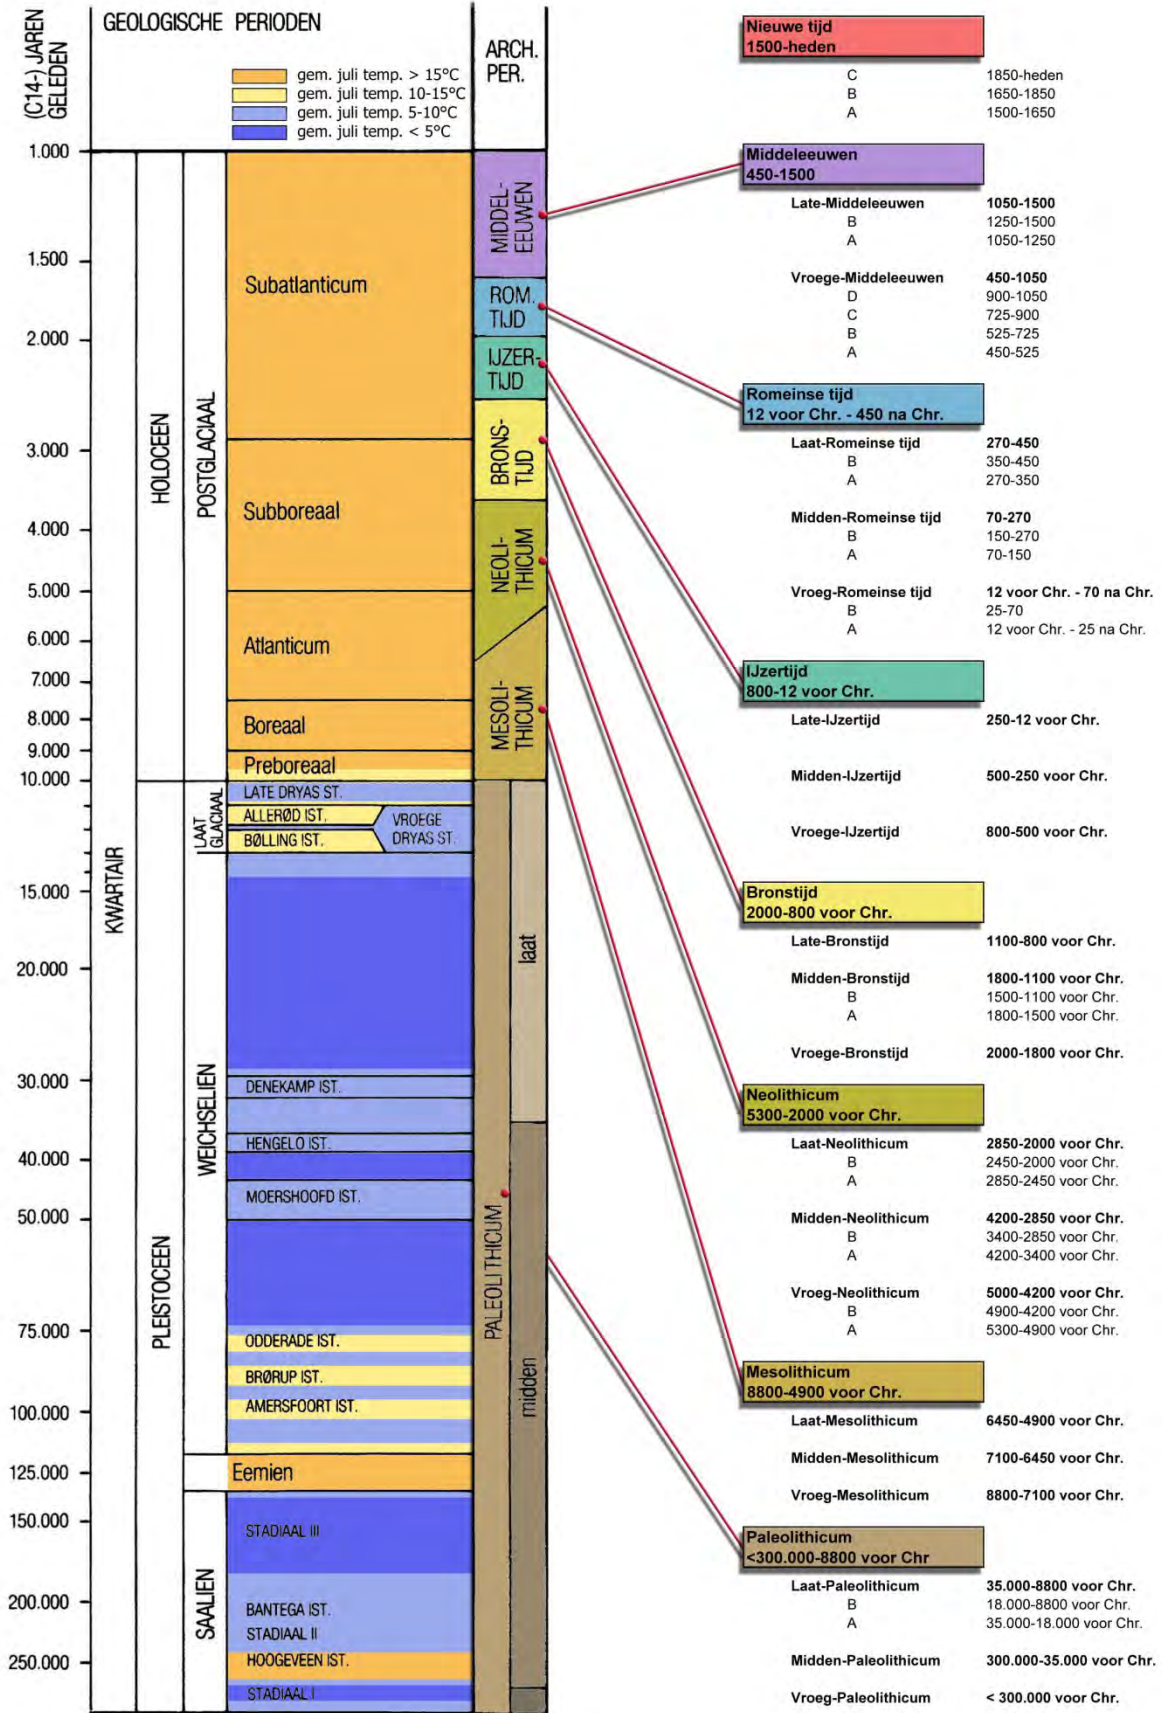 (C14-) JAREN
GELEDEN
GEOLOGISCHE PERIODEN
gem. juli temp. > 15°C
gem. juli temp. 10-15°C
gem. juli temp. 5-10°C
gem. juli temp. < 5°C
ARCH.
PER.
1.000
1.500
2.000
3.000
4.000
5.000
6.000
7.000
8.000
9.000
10.000
15.000
20.000
30.000
40.000
50.000
75.000
100.000
125.000
150.000
200.000
250.000
KWARTAIR
HOLOCEEN
PLEISTOCEEN
POSTGLACIAAL
LAAT
GLACIAAL
WEICHSELIEN
SAALIEN
Subatlanticum
Subboreaal
Atlanticum
Boreaal
Preboreaal
LATE DRYAS ST.
ALLERØD IST.
VROEGE
DRYAS ST.
BØLLING IST.
DENEKAMP IST.
HENGELO IST.
MOERSHOOFD IST.
ODDERADE IST.
BRØRUP IST.
AMERSFOORT IST.
Eemien
STADIAAL III
BANTEGA IST.
STADIAAL II
HOOGEVEEN IST.
STADIAAL I
MIDDEL-
EEUWEN
ROM.
TIJD
IJZER-
TIJD
BRONS-
TIJD
NEOLI-
THICUM
MESOLI-
THICUM
PALEOLITHICUM
laat
midden
Nieuwe tijd
1500-heden
C 1850-heden
B 1650-1850
A 1500-1650
Middeleeuwen
450-1500
Late-Middeleeuwen 1050-1500
B 1250-1500
A 1050-1250
Vroege-Middeleeuwen 450-1050
D 900-1050
C 725-900
B 525-725
A 450-525
Romeinse tijd
12 voor Chr. - 450 na Chr.
Laat-Romeinse tijd 270-450
B 350-450
A 270-350
Midden-Romeinse tijd 70-270
B 150-270
A 70-150
Vroeg-Romeinse tijd 12 voor Chr. - 70 na Chr.
B 25-70
A 12 voor Chr. - 25 na Chr.
IJzertijd
800-12 voor Chr.
Late-IJzertijd 250-12 voor Chr.
Midden-IJzertijd 500-250 voor Chr.
Vroege-IJzertijd 800-500 voor Chr.
Bronstijd
2000-800 voor Chr.
Late-Bronstijd 1100-800 voor Chr.
Midden-Bronstijd 1800-1100 voor Chr.
B 1500-1100 voor Chr.
A 1800-1500 voor Chr.
Vroege-Bronstijd 2000-1800 voor Chr.
Neolithicum
5300-2000 voor Chr.
Laat-Neolithicum 2850-2000 voor Chr.
B 2450-2000 voor Chr.
A 2850-2450 voor Chr.
Midden-Neolithicum 4200-2850 voor Chr.
B 3400-2850 voor Chr.
A 4200-3400 voor Chr.
Vroeg-Neolithicum 5000-4200 voor Chr.
B 4900-4200 voor Chr.
A 5300-4900 voor Chr.
Mesolithicum
8800-4900 voor Chr.
Laat-Mesolithicum 6450-4900 voor Chr.
Midden-Mesolithicum 7100-6450 voor Chr.
Vroeg-Mesolithicum 8800-7100 voor Chr.
Paleolithicum
<300.000-8800 voor Chr
Laat-Paleolithicum 35.000-8800 voor Chr.
B 18.000-8800 voor Chr.
A 35.000-18.000 voor Chr.
Midden-Paleolithicum 300.000-35.000 voor Chr.
Vroeg-Paleolithicum < 300.000 voor Chr.